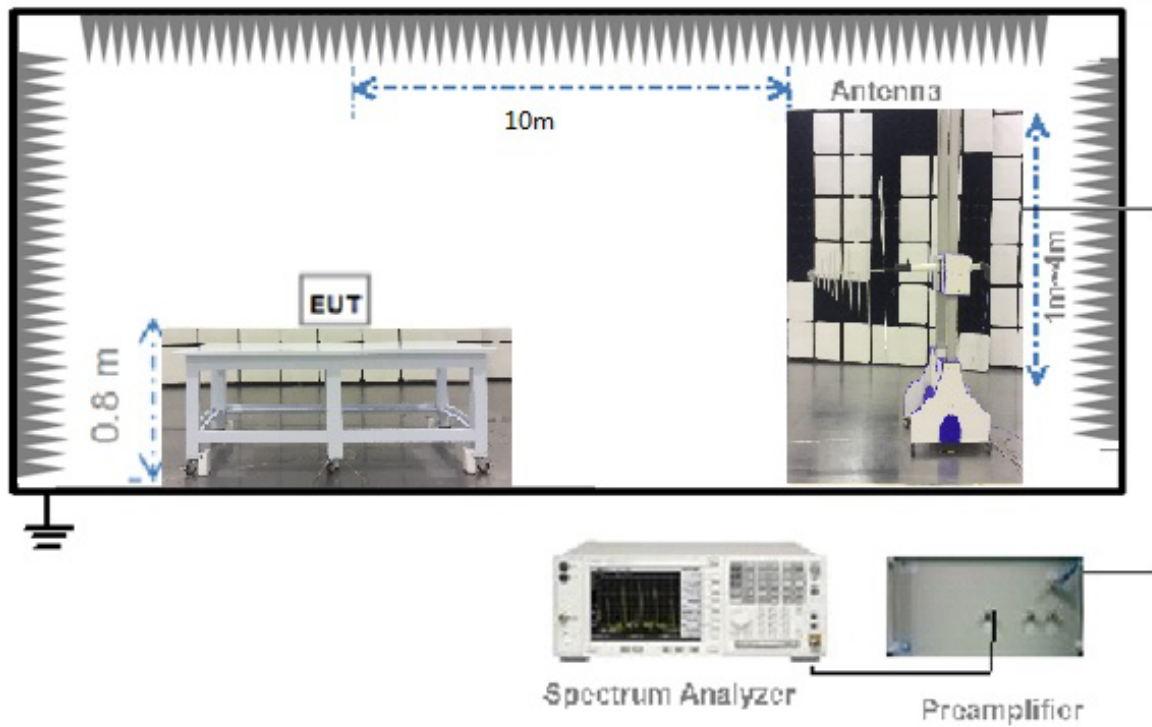 Antenna
10m
1m~4m
EUT
0.8 m
Spectrum Analyzer
Preamplifier